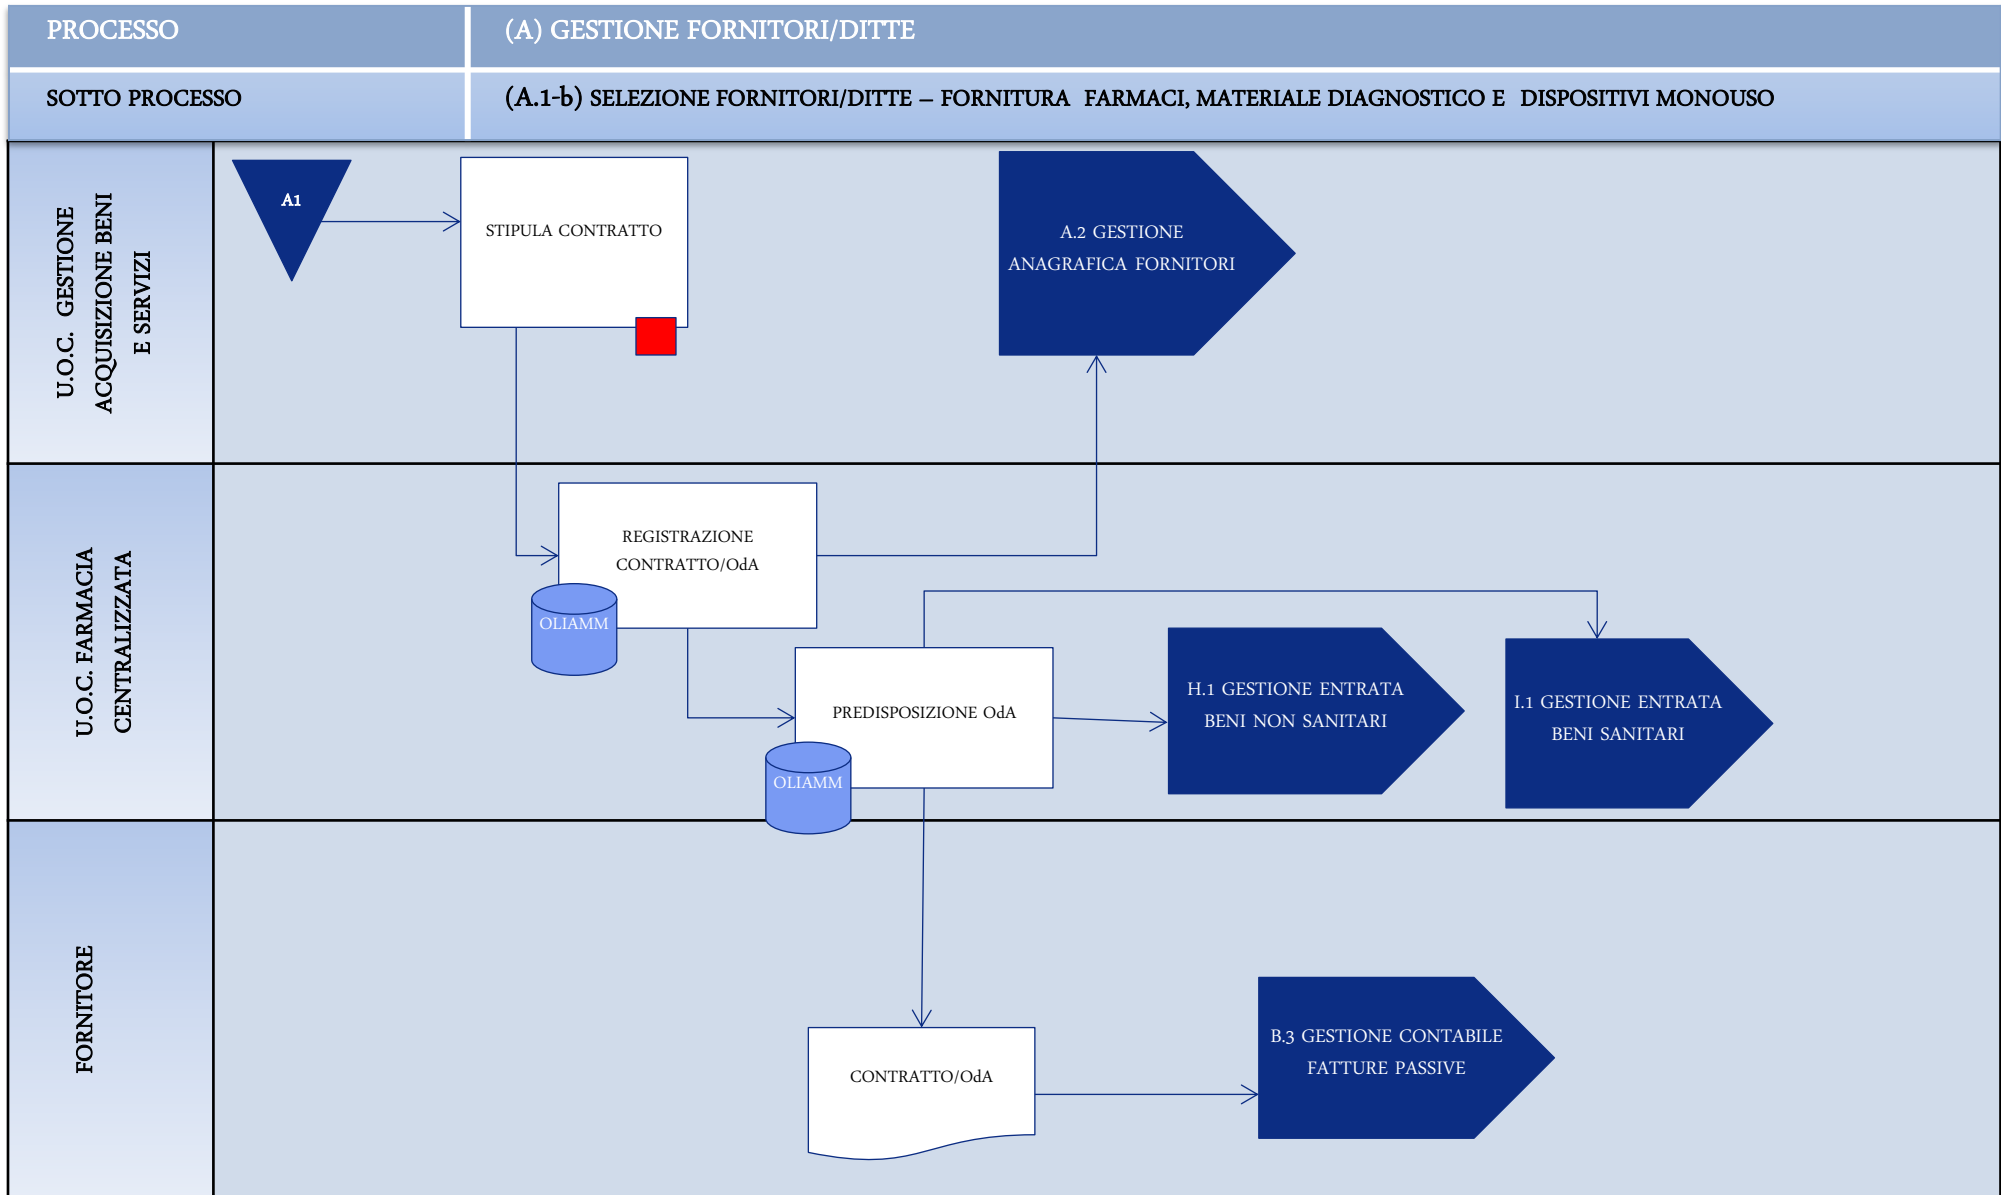 PROCESSO
(A) GESTIONE FORNITORI/DITTE
SOTTO PROCESSO
(A.1-b) SELEZIONE FORNITORI/DITTE – FORNITURA FARMACI, MATERIALE DIAGNOSTICO E DISPOSITIVI MONOUSO
U.O.C. GESTIONE
ACQUISIZIONE BENI
E SERVIZI
A1
STIPULA CONTRATTO
A.2 GESTIONE
ANAGRAFICA FORNITORI
U.O.C. FARMACIA
CENTRALIZZATA
REGISTRAZIONE
CONTRATTO/OdA
OLIAMM
PREDISPOSIZIONE OdA
OLIAMM
H.1 GESTIONE ENTRATA
BENI NON SANITARI
I.1 GESTIONE ENTRATA
BENI SANITARI
FORNITORE
CONTRATTO/OdA
B.3 GESTIONE CONTABILE
FATTURE PASSIVE